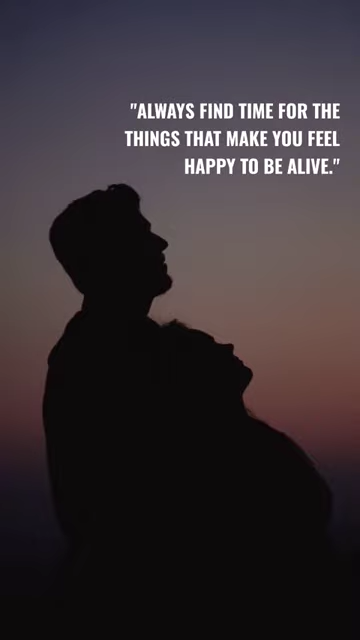 "ALWAYS FIND TIME FOR THE
THINGS THAT MAKE YOU FEEL
HAPPY TO BE ALIVE."